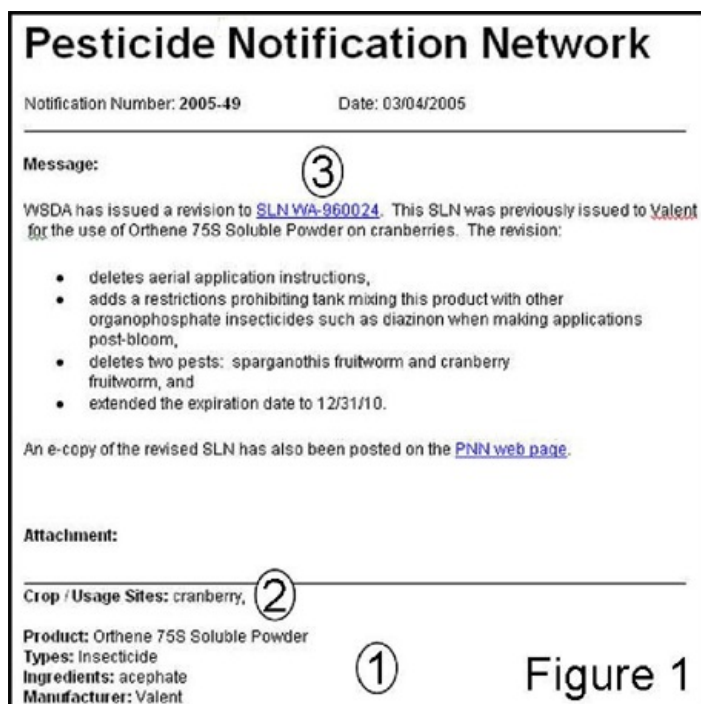 Pesticide Notification Network
Notification Number: 2005-49 Date: 03/04/2005
Message:
3
WSDA has issued a revision to SLN WA-960024. This SLN was previously issued to Valent
for the use of Orthene 75S Soluble Powder on cranberries. The revision:
• deletes aerial application instructions,
• adds a restrictions prohibiting tank mixing this product with other
organophosphate insecticides such as diazinon when making applications
post-bloom,
• deletes two pests: sparganothis fruitworm and cranberry
fruitworm, and
• extended the expiration date to 12/31/10.
An e-copy of the revised SLN has also been posted on the PNN web page.
Attachment:
Crop / Usage Sites: cranberry, 2
Product: Orthene 75S Soluble Powder
Types: Insecticide
Ingredients: acephate 1 Figure 1
Manufacturer: Valent